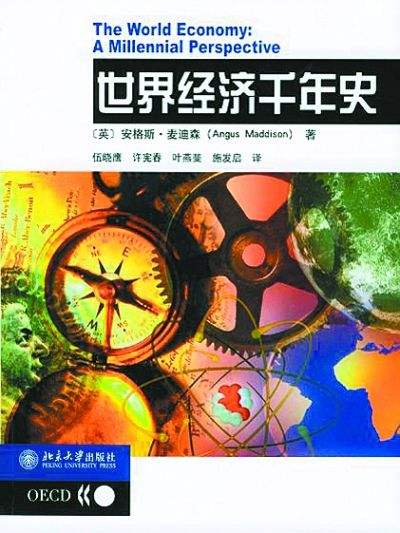 The World Economy:
A Millennial Perspective
世界经济千年史
〔英〕安格斯·麦迪森（Angus Maddison）著
伍晓鹰 许宪春 叶燕斐 施发启 译
北京大学出版社
PEKING UNIVERSITY PRESS
OECD